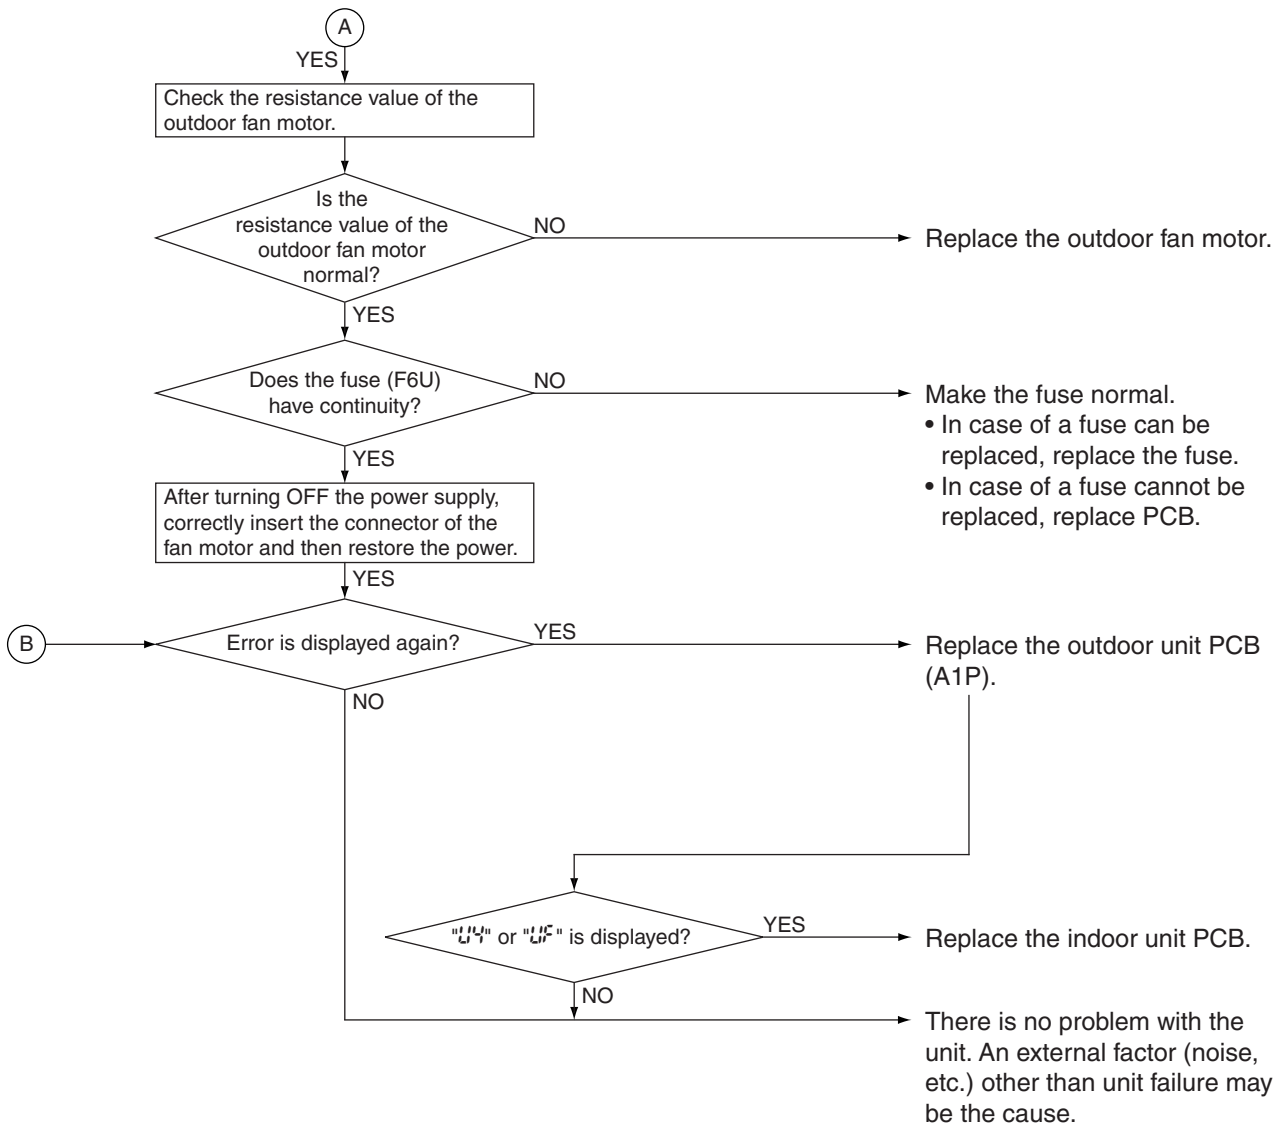 A
YES
Check the resistance value of the
outdoor fan motor.
Is the
resistance value of the
outdoor fan motor
normal?
NO
Replace the outdoor fan motor.
YES
Does the fuse (F6U)
have continuity?
NO
Make the fuse normal.
• In case of a fuse can be
replaced, replace the fuse.
• In case of a fuse cannot be
replaced, replace PCB.
YES
After turning OFF the power supply,
correctly insert the connector of the
fan motor and then restore the power.
YES
B
Error is displayed again?
YES
Replace the outdoor unit PCB
(A1P).
NO
"U4" or "UF" is displayed?
YES
Replace the indoor unit PCB.
NO
There is no problem with the
unit. An external factor (noise,
etc.) other than unit failure may
be the cause.